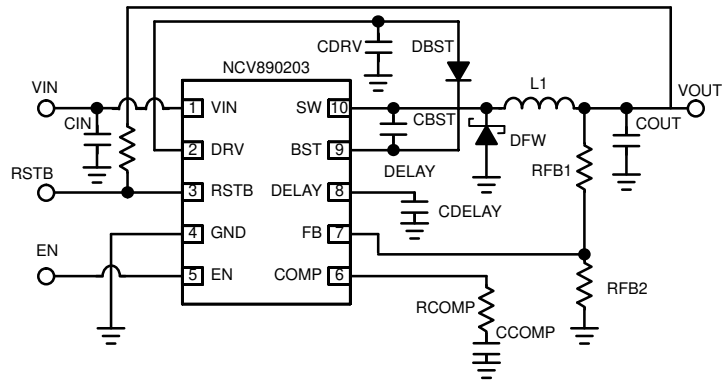 CDRV
DBST
NCV890203
L1
VIN
VOUT
CIN
1 VIN
SW 10
CBST
COUT
DFW
2 DRV
BST 9
DELAY
RFB1
RSTB
3 RSTB
DELAY 8
CDELAY
4 GND
FB 7
EN
5 EN
COMP 6
RFB2
RCOMP
CCOMP